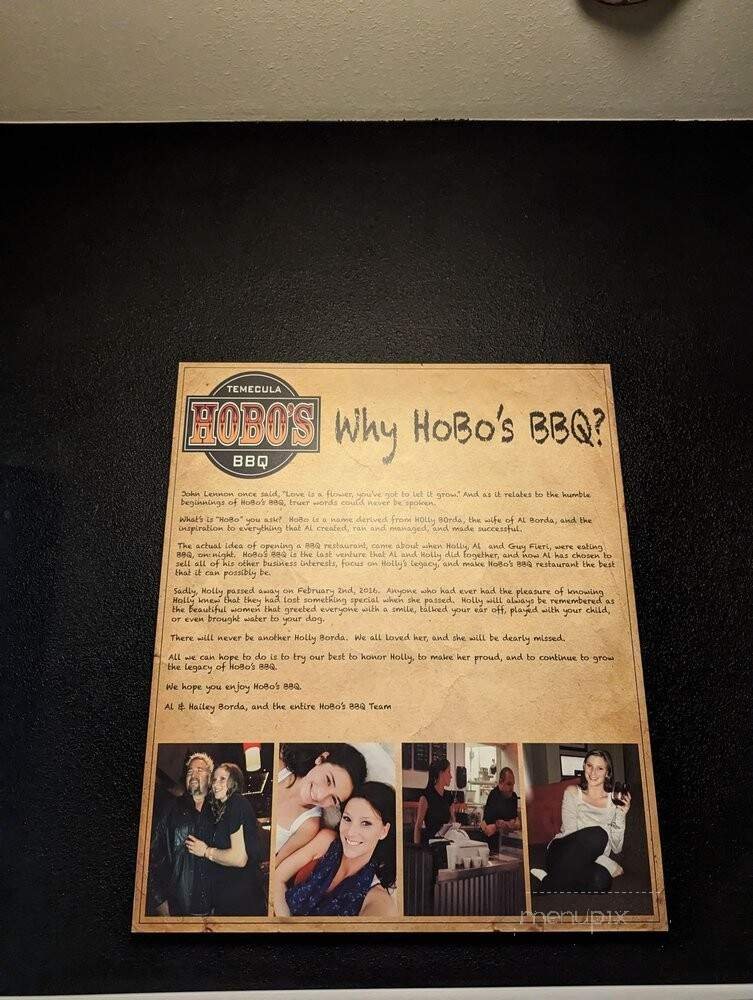 TEMECULA
HOBO'S
BBQ
Why HoBo's BBQ?
John Lennon once said, "Love is a flower, you've got to let it grow." And as it relates to the humble
beginnings of HoBo's BBQ, truer words could never be spoken.
What's is "HoBo" you ask? HoBo is a name derived from HOlly BOrda, the wife of Al Borda, and the
inspiration to everything that Al created, ran and managed, and made successful.
The actual idea of opening a BBQ restaurant, came about when Holly, Al and Guy Fieri, were eating
BBQ, on night. HoBo's BBQ is the last venture that Al and Holly did together, and now Al has chosen to
sell all of his other business interests, focus on Holly's legacy, and make HoBo's BBQ restaurant the best
that it can possibly be.
Sadly, Holly passed away on February 2nd, 2016. Anyone who had ever had the pleasure of knowing
Holly knew that they had lost something special when she passed. Holly will always be remembered as
the beautiful women that greeted everyone with a smile, talked your ear off, played with your child,
or even brought water to your dog.
There will never be another Holly Borda. We all loved her, and she will be dearly missed.
All we can hope to do is to try our best to honor Holly, to make her proud, and to continue to grow
the legacy of HoBo's BBQ.
We hope you enjoy HoBo's BBQ.
Al & Hailey Borda, and the entire HoBo's BBQ Team
menupix